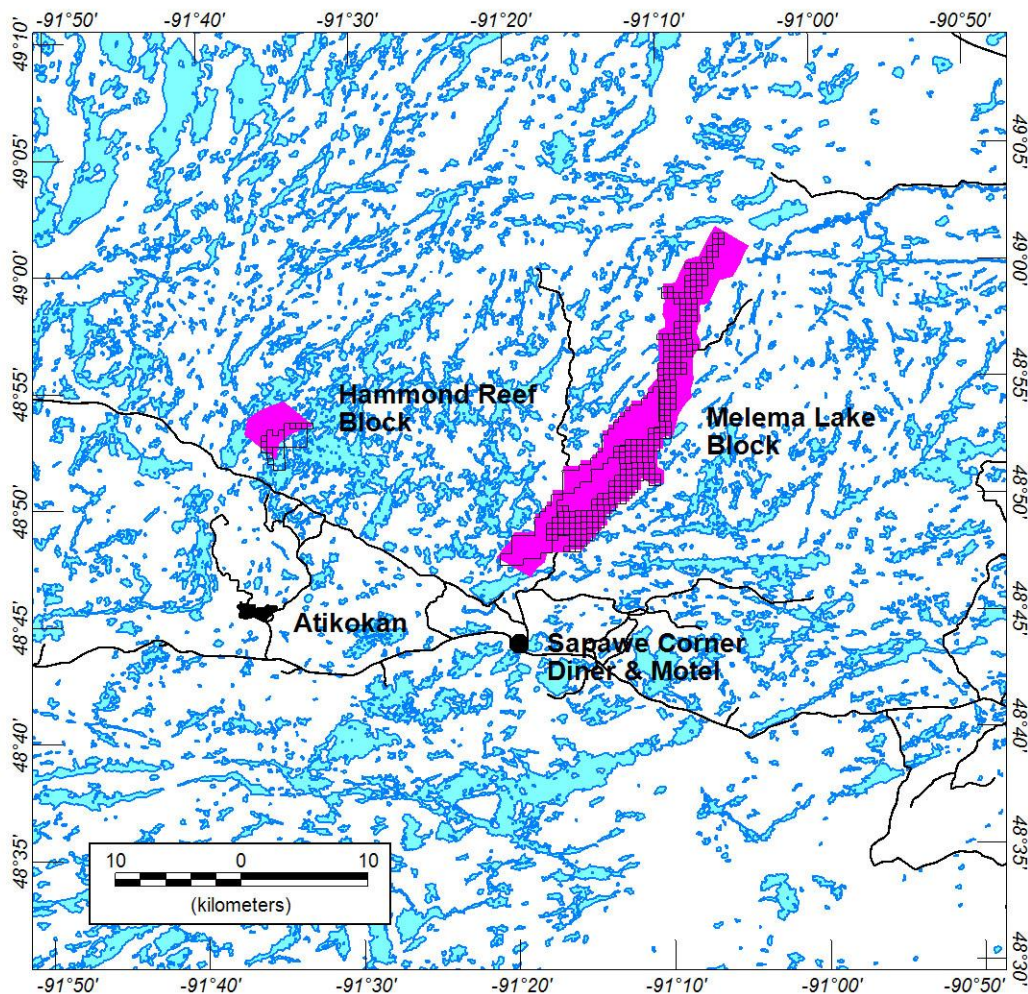 -91°50' -91°40' -91°30' -91°20' -91°10' -91°00' -90°50'
49°10'
49°05'
49°05'
49°00'
49°00'
48°55'
48°55'
Hammond Reef
Block
Melema Lake
Block
48°50'
48°50'
48°45'
48°45'
Atikokan
Sapawe Corner
Diner & Motel
48°40'
48°40'
48°35'
48°35'
10 0 10
(kilometers)
48°30'
-91°50' -91°40' -91°30' -91°20' -91°10' -91°00' -90°50'